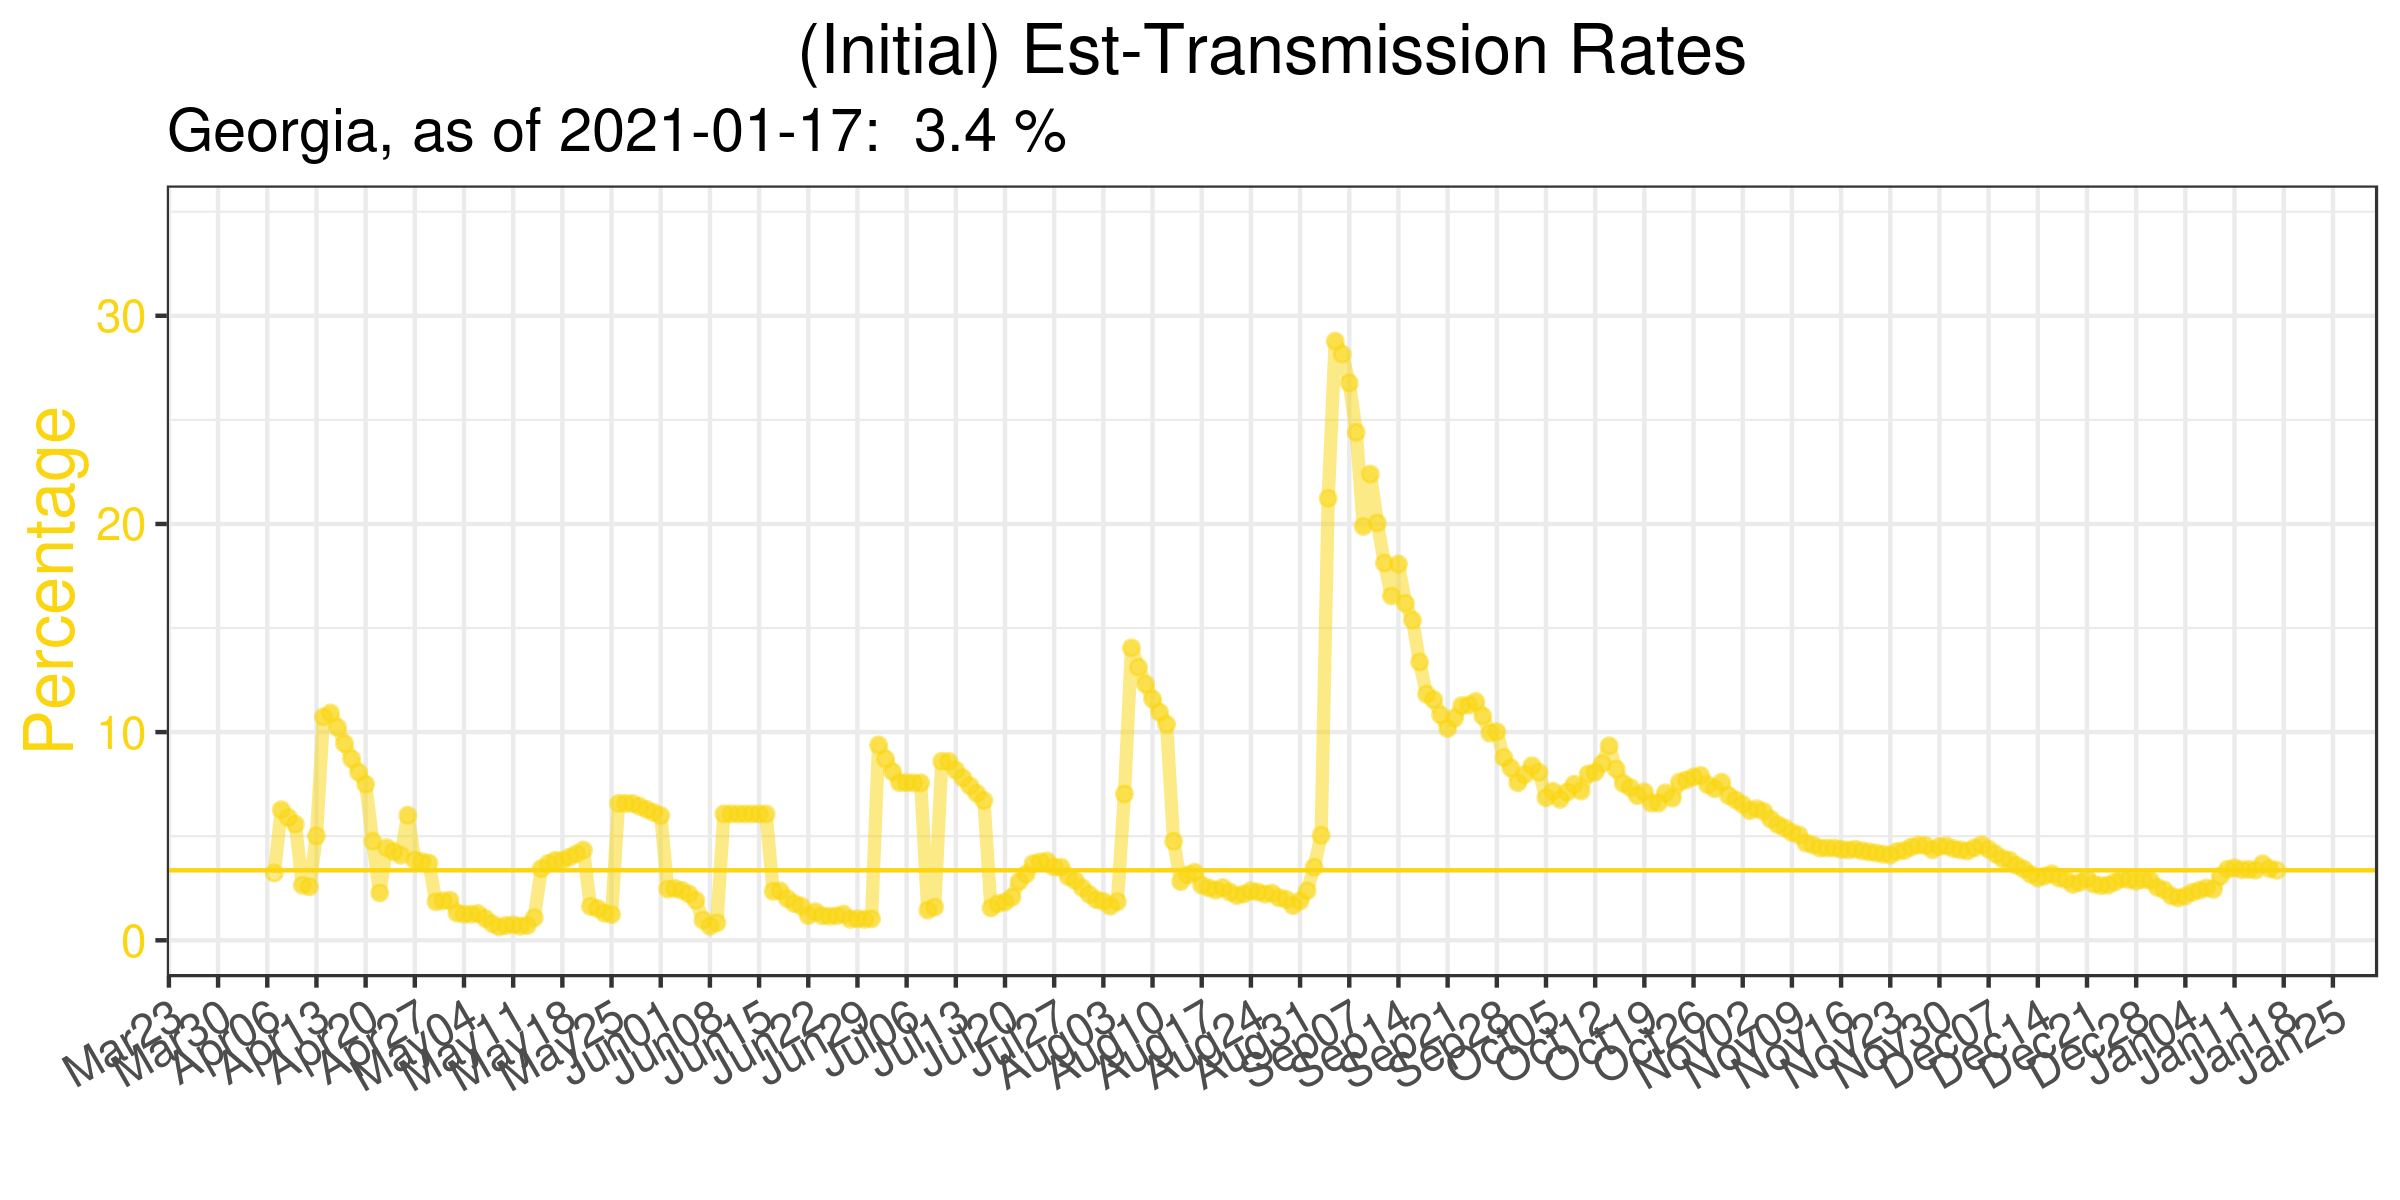 (Initial) Est-Transmission Rates
Georgia, as of 2021-01-17:  3.4 %
Percentage
30
20
10
0
Mar23
Mar30
Apr06
Apr13
Apr20
Apr27
May04
May11
May18
May25
Jun01
Jun08
Jun15
Jun22
Jun29
Jul06
Jul13
Jul20
Jul27
Aug03
Aug10
Aug17
Aug24
Aug31
Sep07
Sep14
Sep21
Sep28
Oct05
Oct12
Oct19
Oct26
Nov02
Nov09
Nov16
Nov23
Nov30
Dec07
Dec14
Dec21
Dec28
Jan04
Jan11
Jan18
Jan25